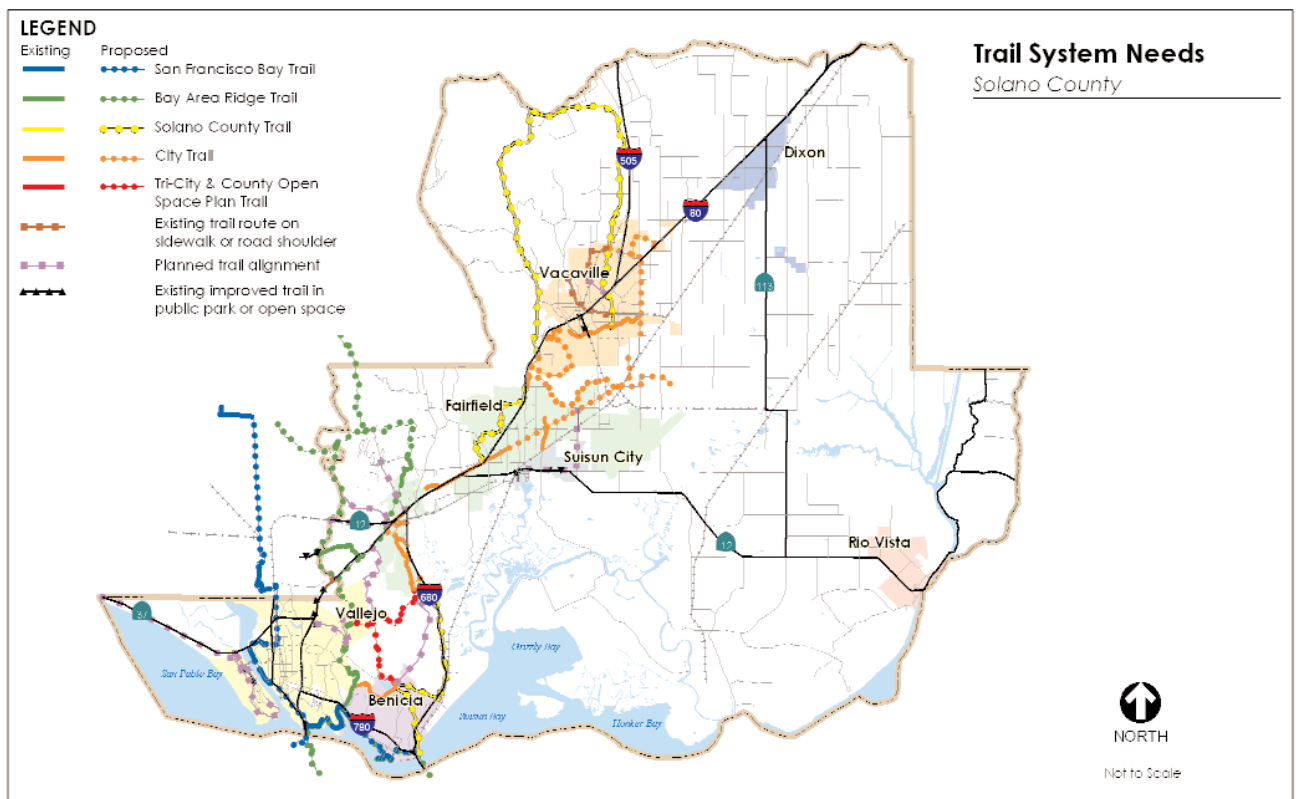 LEGEND
Existing
Proposed
San Francisco Bay Trail
Bay Area Ridge Trail
Solano County Trail
City Trail
Tri-City & County Open
Space Plan Trail
Existing trail route on
sidewalk or road shoulder
Planned trail alignment
Existing improved trail in
public park or open space
Trail System Needs
Solano County
505
Dixon
80
Vacaville
113
Fairfield
Suisun City
12
12
Rio Vista
680
Vallejo
37
San Pablo Bay
Grizzly Bay
Benicia
Suisun Bay
Honker Bay
780
NORTH
Not to Scale